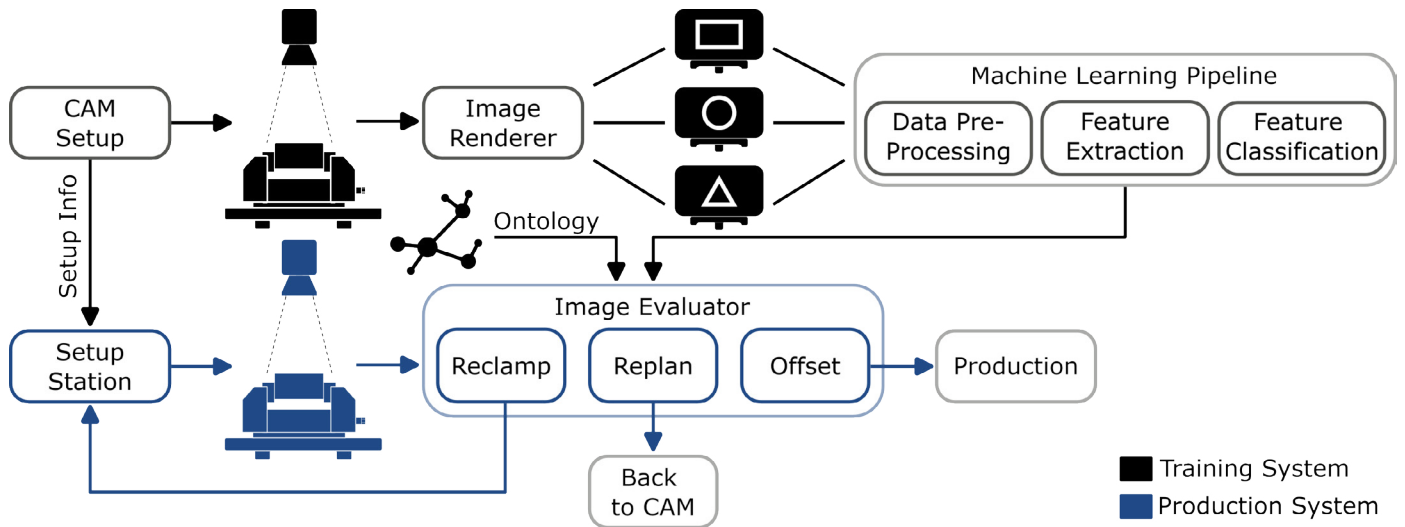 CAM
Setup
Image
Renderer
Machine Learning Pipeline
Data Pre-
Processing
Feature
Extraction
Feature
Classification
Setup Info
Ontology
Image Evaluator
Setup
Station
Reclamp
Replan
Offset
Production
Back
to CAM
Training System
Production System